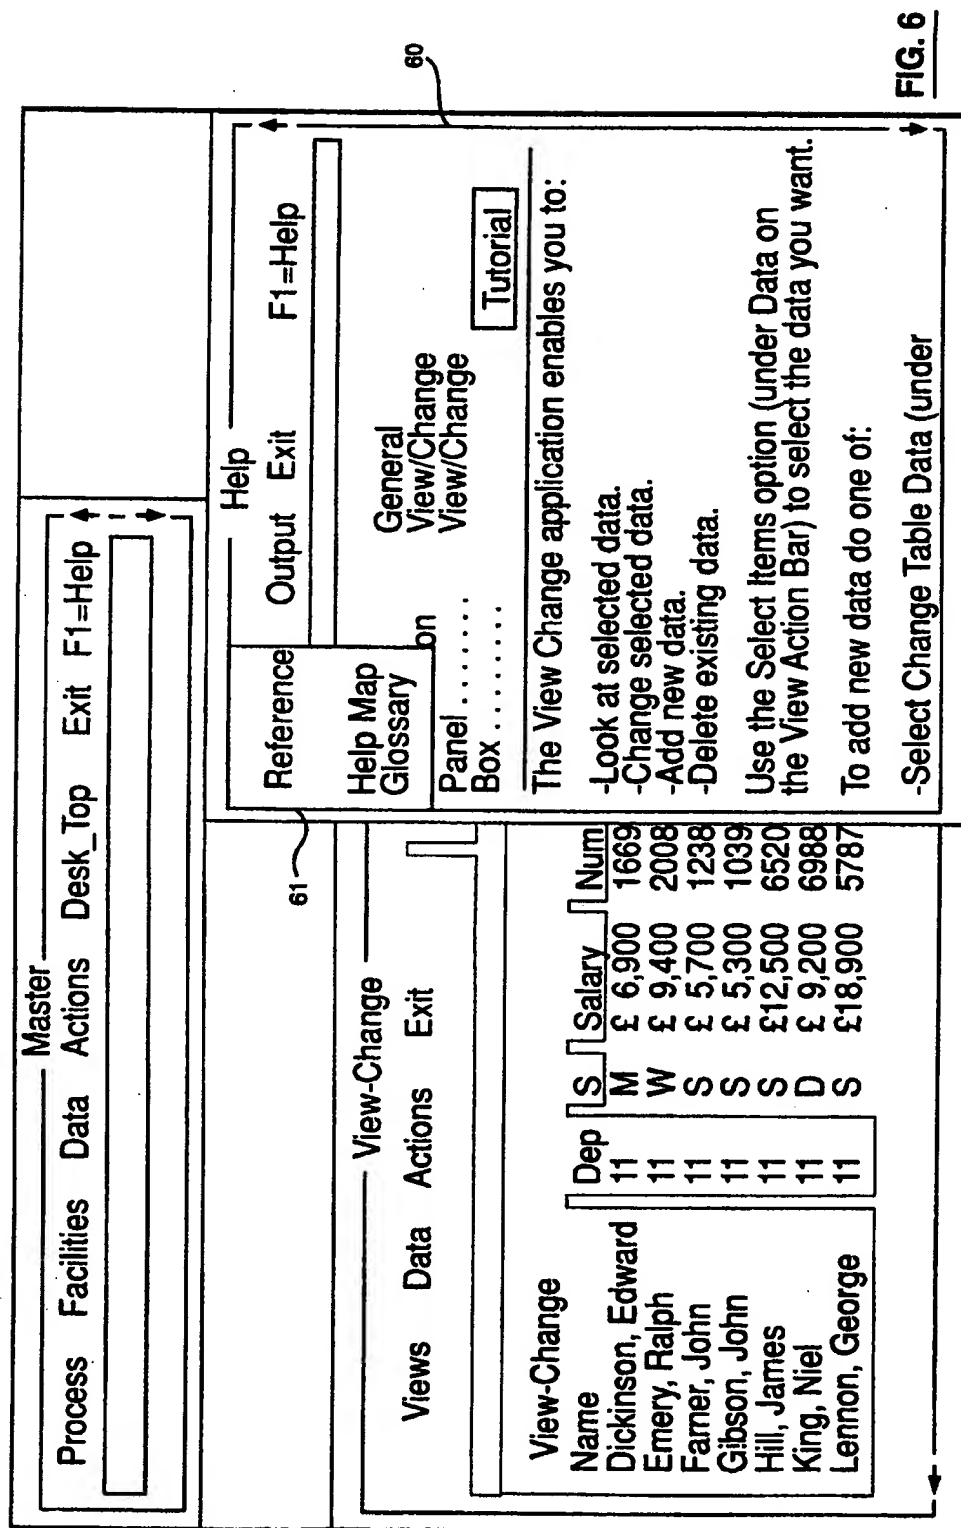 Master
Process Facilities Data Actions Desk_Top Exit F1=Help
View-Change
Views Data Actions Exit
View-Change
Name Dep S Salary Num
Dickinson, Edward 11 M £ 6,900 1669
Emery, Ralph 11 W £ 9,400 2008
Famer, John 11 S £ 5,700 1238
Gibson, John 11 S £ 5,300 1039
Hill, James 11 S £12,500 6520
King, Niel 11 D £ 9,200 6988
Lennon, George 11 S £18,900 5787
61
Help
Reference Output Exit F1=Help
Help Map
Glossary
on General
Panel ....... View/Change
Box ........ View/Change
Tutorial
The View Change application enables you to:
-Look at selected data.
-Change selected data.
-Add new data.
-Delete existing data.
Use the Select Items option (under Data on
the View Action Bar) to select the data you want.
To add new data do one of:
-Select Change Table Data (under
60
FIG. 6